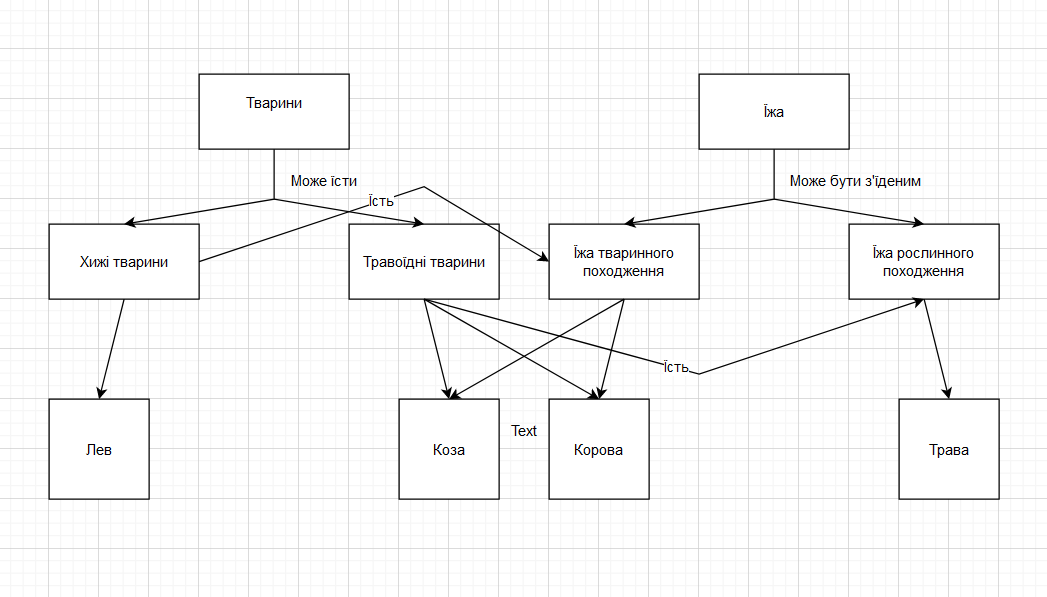 Тварини
Їжа
Може їсти
Може бути з'їденим
Їсть
Хижі тварини
Травоїдні тварини
Їжа тваринного
походження
Їжа рослинного
походження
Їсть
Лев
Коза
Text
Корова
Трава